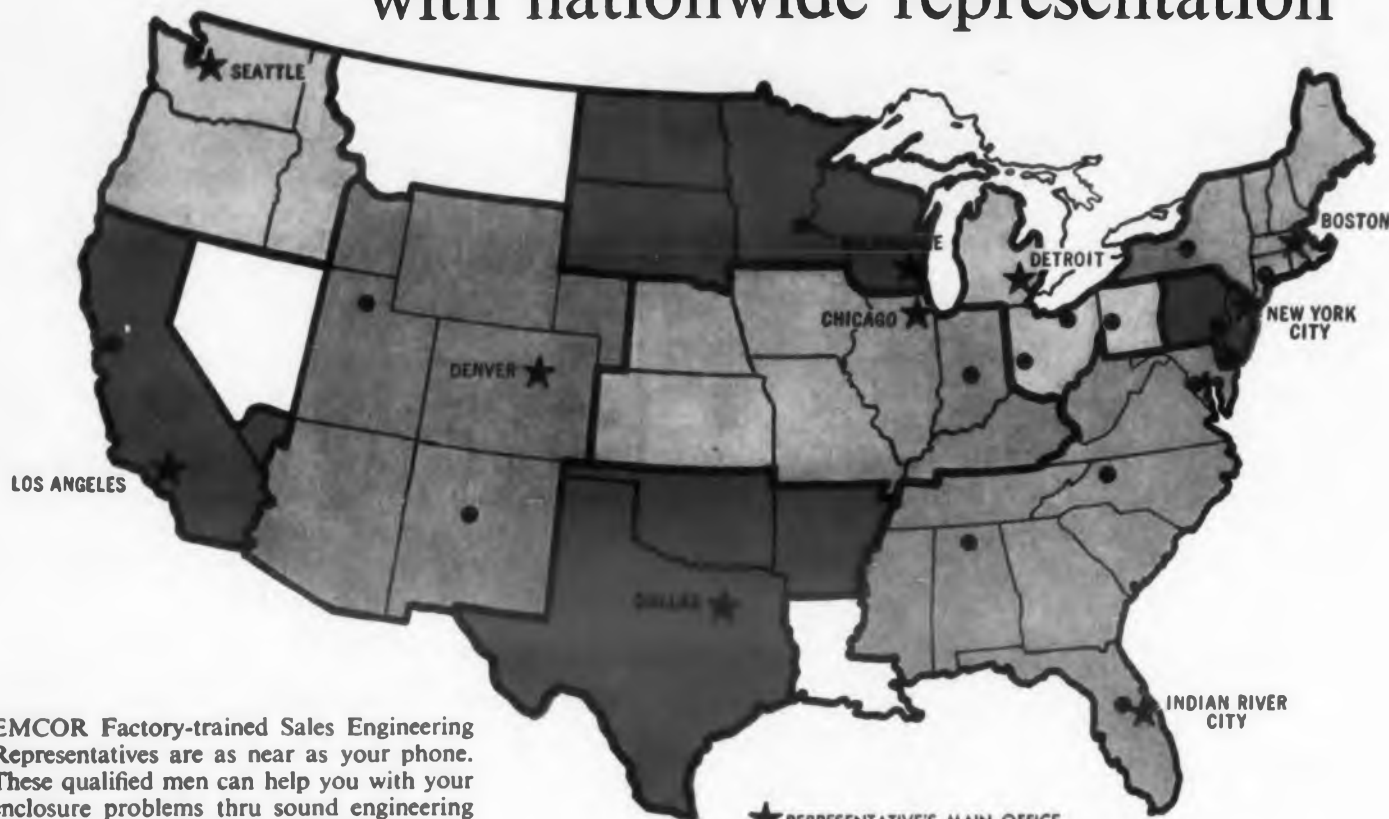 with nationwide representation
SEATTLE
BOSTON
DETROIT
CHICAGO
NEW YORK
CITY
DENVER
LOS ANGELES
DALLAS
INDIAN RIVER
CITY
EMCOR Factory-trained Sales Engineering
Representatives are as near as your phone.
These qualified men can help you with your
enclosure problems thru sound engineering
REPRESENTATIVE'S MAIN OFFICE